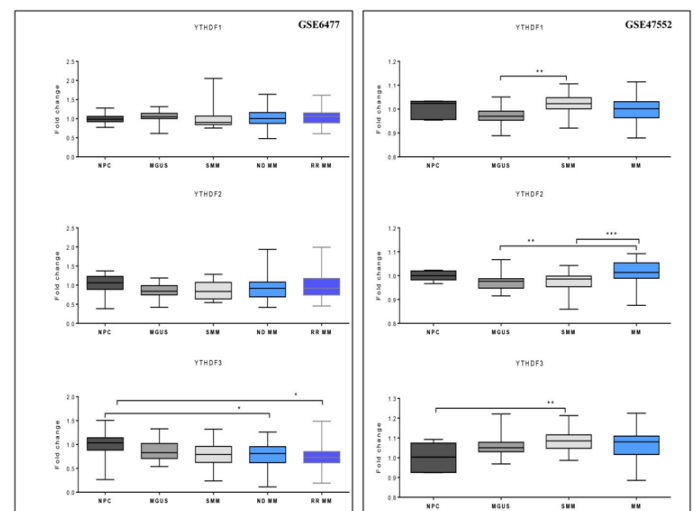 GSE6477
YTHDF1
Fold change
2.5
2.0
1.5
1.0
0.5
0.0
NPC MGUS SMM ND MM RR MM
YTHDF2
Fold change
2.5
2.0
1.5
1.0
0.5
0.0
NPC MGUS SMM ND MM RR MM
YTHDF3
Fold change
2.0
1.5
1.0
0.5
0.0
*
*
NPC MGUS SMM ND MM RR MM
GSE47552
YTHDF1
Fold change
1.2
1.1
1.0
0.9
0.8
**
NPC MGUS SMM MM
YTHDF2
Fold change
1.2
1.1
1.0
0.9
0.8
***
**
NPC MGUS SMM MM
YTHDF3
Fold change
1.3
1.2
1.1
1.0
0.9
0.8
**
NPC MGUS SMM MM